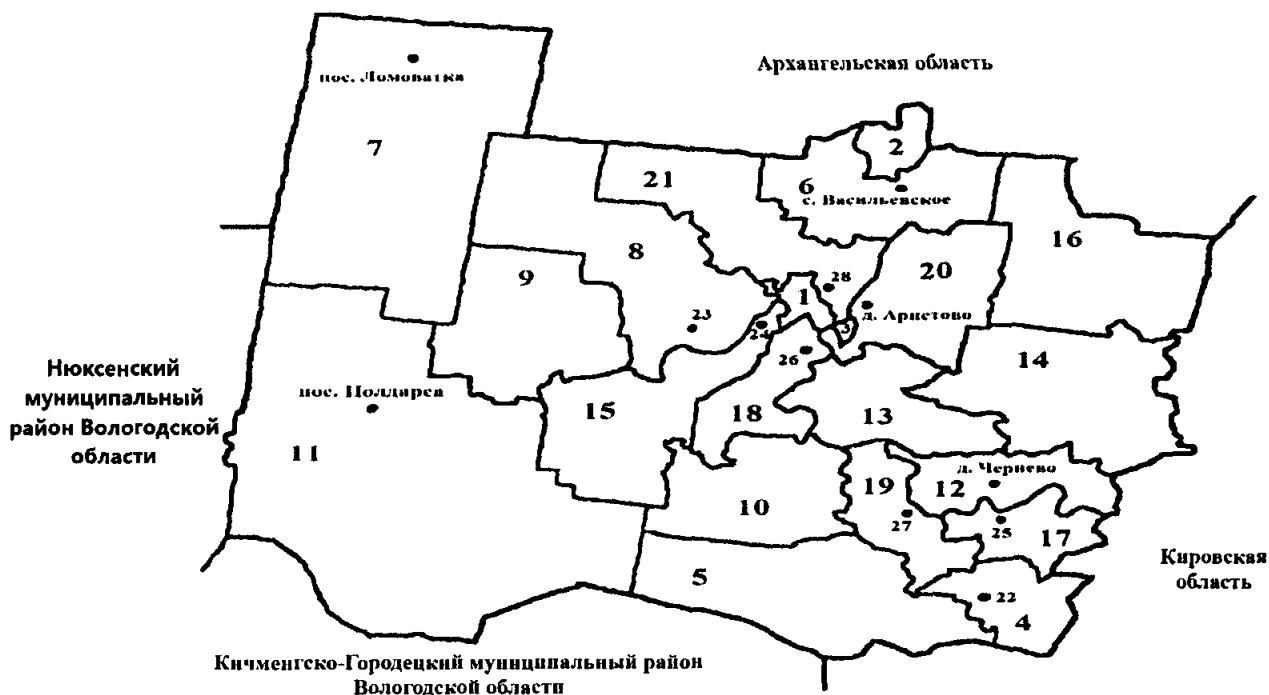 Архангельская область
пос. Ломоватка
7
2
21
6
с. Васильевское
16
8
9
20
28
1
23
24
3
д. Аристово
26
14
Нюксенский
муниципальный
район Вологодской
области
пос. Полдарса
15
18
13
11
19
д. Чернево
12
10
27
25
17
Кировская
область
5
22
4
Кичменгско-Городецкий муниципальный район
Вологодской области